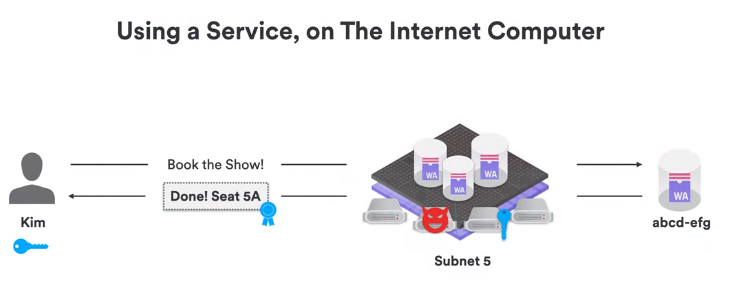 Using a Service, on The Internet Computer
Book the Show!
Done! Seat 5A
Kim
WA
WA
WA
WA
abcd-efg
Subnet 5